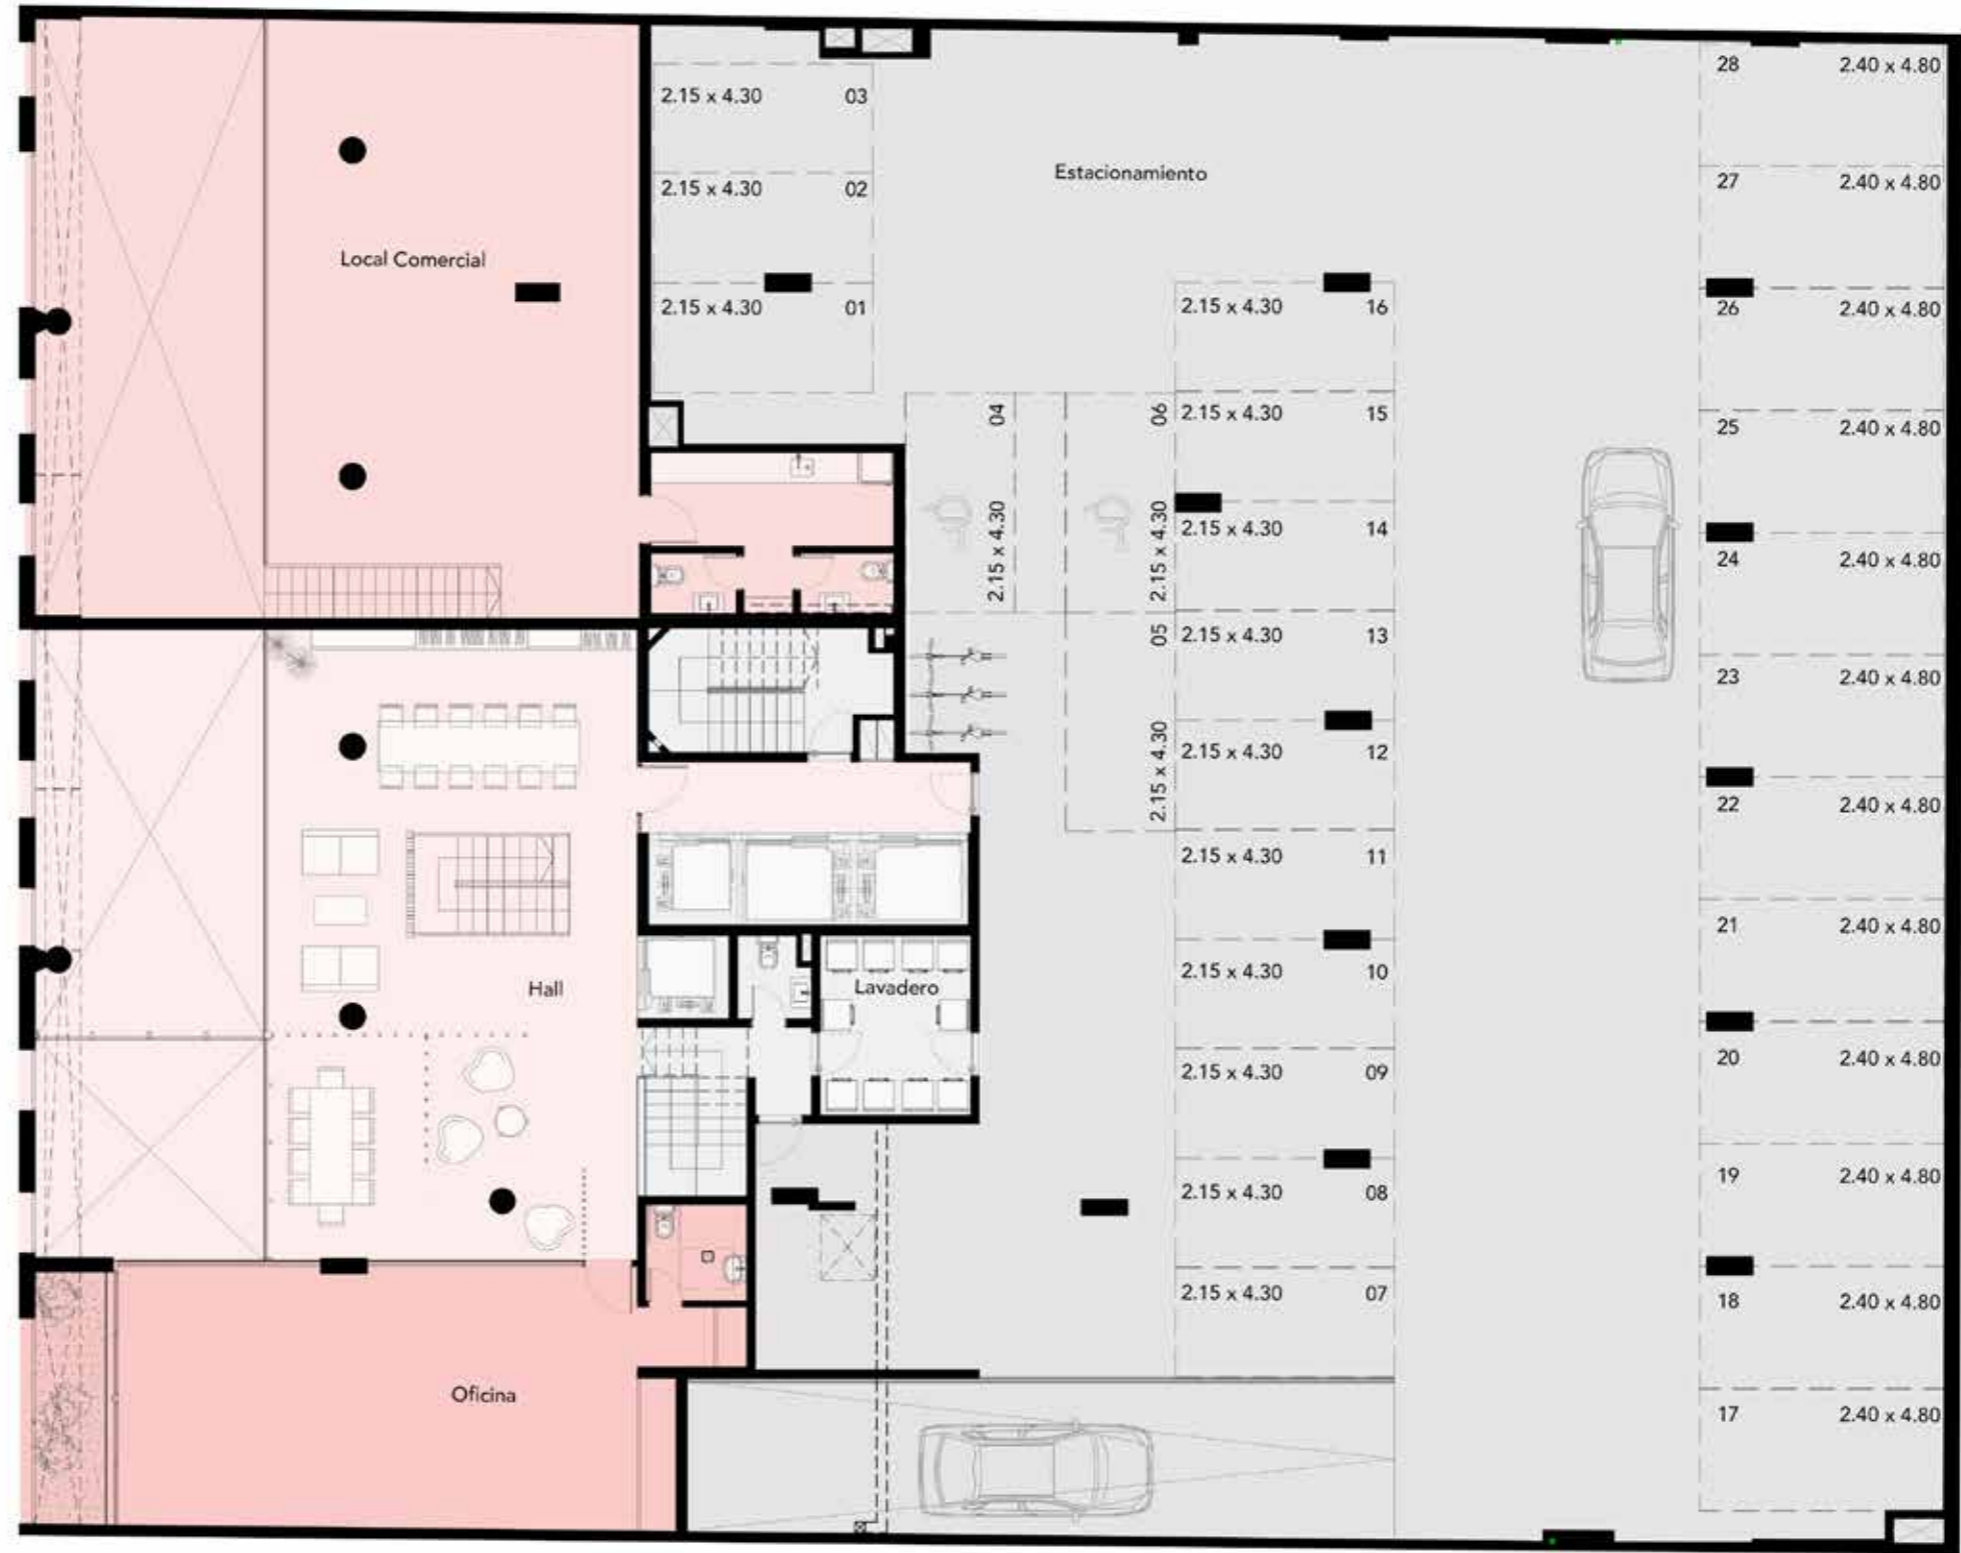 28 2.40 x 4.80
2.15 x 4.30 03
Estacionamiento
27 2.40 x 4.80
2.15 x 4.30 02
Local Comercial
2.15 x 4.30 01
2.15 x 4.30 16
26 2.40 x 4.80
04
2.15 x 4.30
06
2.15 x 4.30
2.15 x 4.30 15
25 2.40 x 4.80
2.15 x 4.30 14
24 2.40 x 4.80
05
2.15 x 4.30
2.15 x 4.30 13
23 2.40 x 4.80
2.15 x 4.30 12
22 2.40 x 4.80
2.15 x 4.30 11
21 2.40 x 4.80
Hall
Lavadero
2.15 x 4.30 10
20 2.40 x 4.80
2.15 x 4.30 09
19 2.40 x 4.80
2.15 x 4.30 08
2.15 x 4.30 07
18 2.40 x 4.80
Oficina
17 2.40 x 4.80